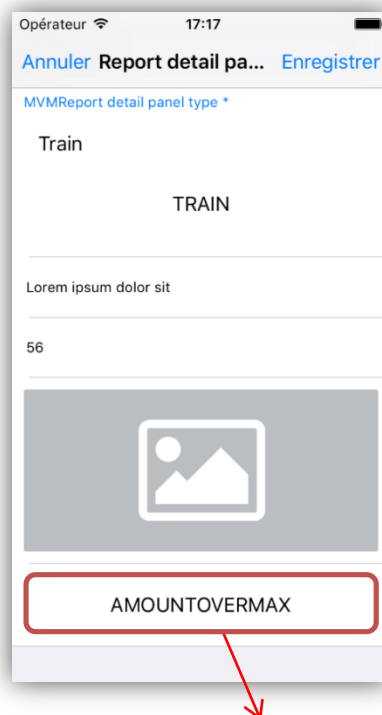 Opérateur 17:17
Annuler Report detail pa... Enregistrer
MVMReport detail panel type *
Train
TRAIN
Lorem ipsum dolor sit
56
AMOUNTOVERMAX